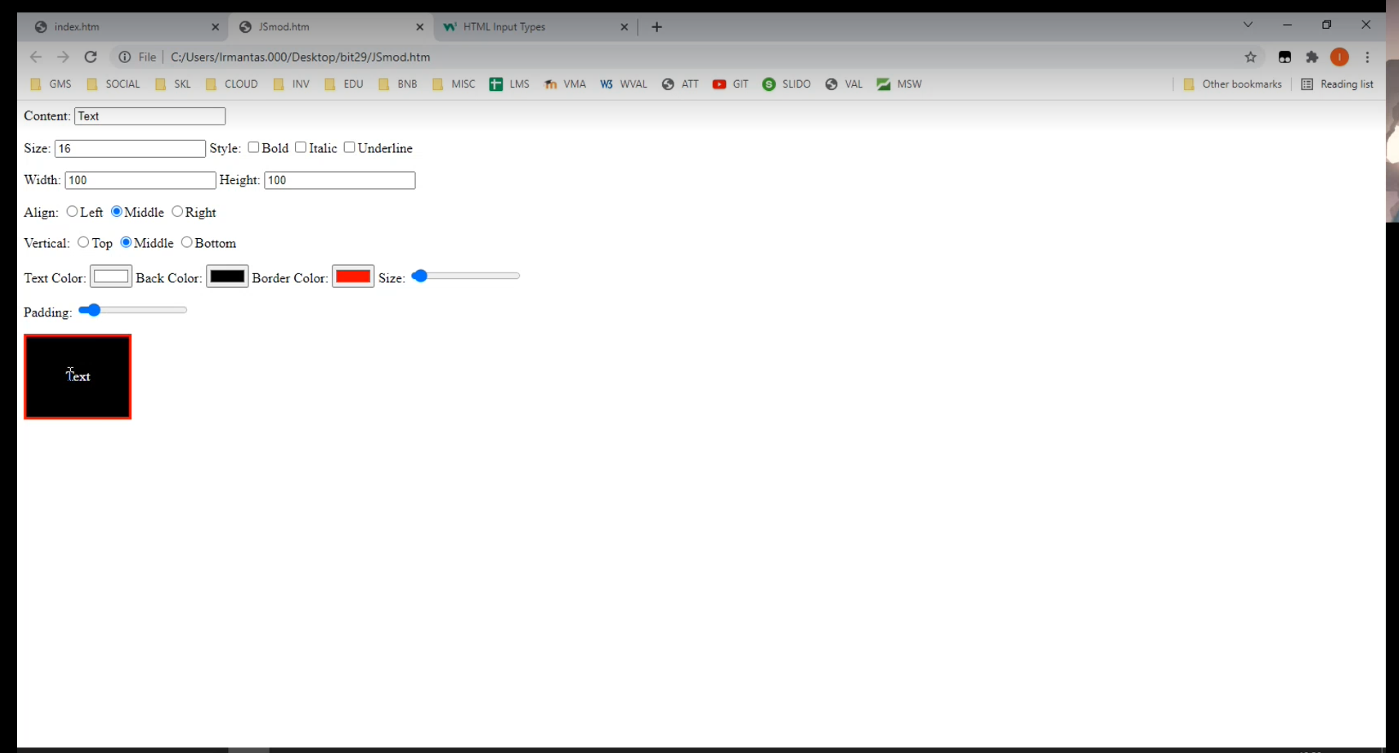 index.htm JSmod.htm HTML Input Types
File C:/Users/Irmantas.000/Desktop/bit29/JSmod.htm
GMS SOCIAL SKL CLOUD INV EDU BNB MISC LMS VMA W3 WVAL ATT GIT S SLIDO VAL MSW Other bookmarks Reading list
Content: Text
Size: 16 Style: Bold Italic Underline
Width: 100 Height: 100
Align: Left Middle Right
Vertical: Top Middle Bottom
Text Color: Back Color: Border Color: Size:
Padding:
Text